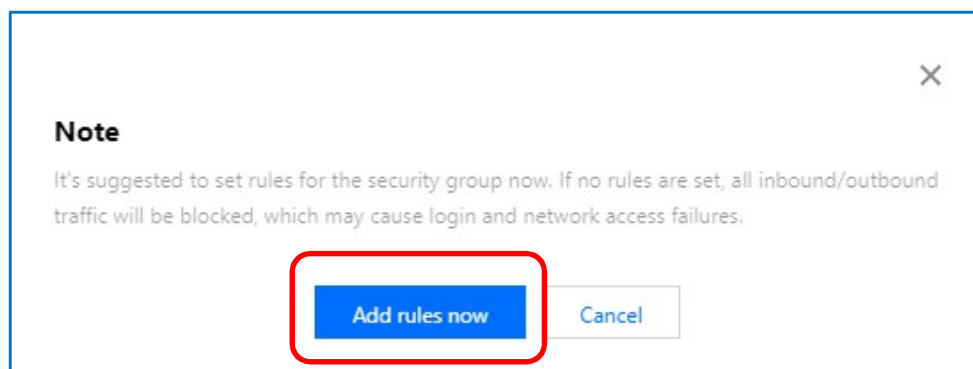 Note
It's suggested to set rules for the security group now. If no rules are set, all inbound/outbound
traffic will be blocked, which may cause login and network access failures.
Add rules now
Cancel